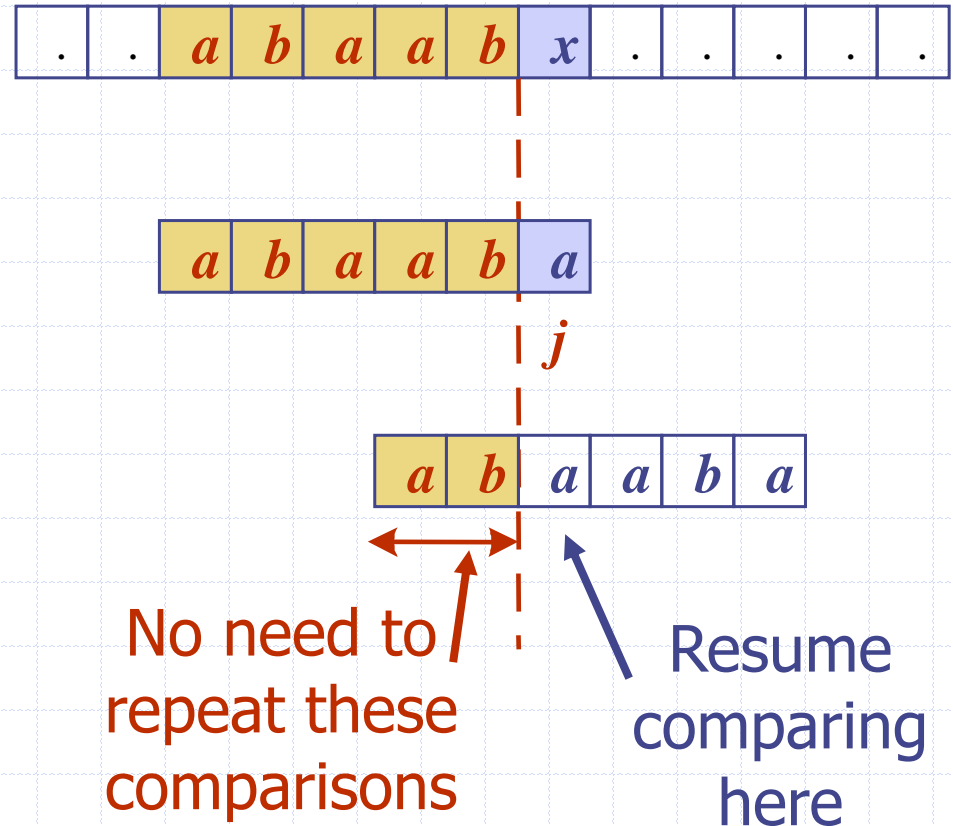 . . a b a a b x . . . . .
a b a a b a
j
a b a a b a
No need to
repeat these
comparisons
Resume
comparing
here